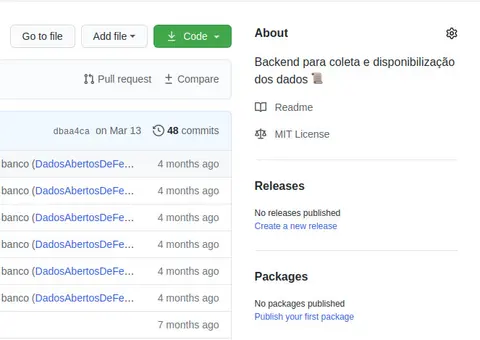 Go to file Add file Code
Pull request Compare
dbaa4ca on Mar 13 48 commits
banco (DadosAbertosDeFe... 4 months ago
banco (DadosAbertosDeFe... 4 months ago
banco (DadosAbertosDeFe... 4 months ago
banco (DadosAbertosDeFe... 4 months ago
banco (DadosAbertosDeFe... 4 months ago
banco (DadosAbertosDeFe... 4 months ago
7 months ago
About
Backend para coleta e disponibilização
dos dados
Readme
MIT License
Releases
No releases published
Create a new release
Packages
No packages published
Publish your first package